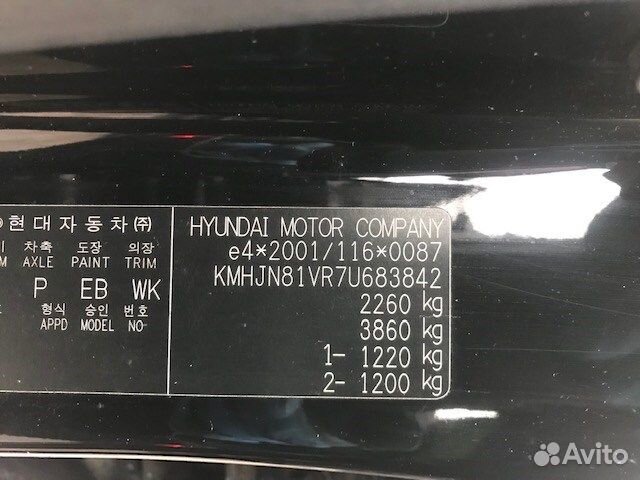 현대자동차㈜
차축 도장 의장
AXLE PAINT TRIM
P EB WK
형식 승인 번호
APPD MODEL NO
HYUNDAI MOTOR COMPANY
e4*2001/116*0087
KMHJN81VR7U683842
2260 kg
3860 kg
1- 1220 kg
2- 1200 kg
Avito